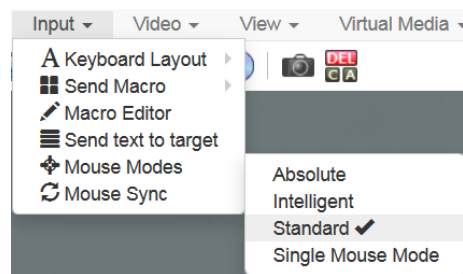 Input Video View Virtual Media
A Keyboard Layout
Send Macro
Macro Editor
Send text to target
Mouse Modes
Mouse Sync
DEL
C A
Absolute
Intelligent
Standard
Single Mouse Mode